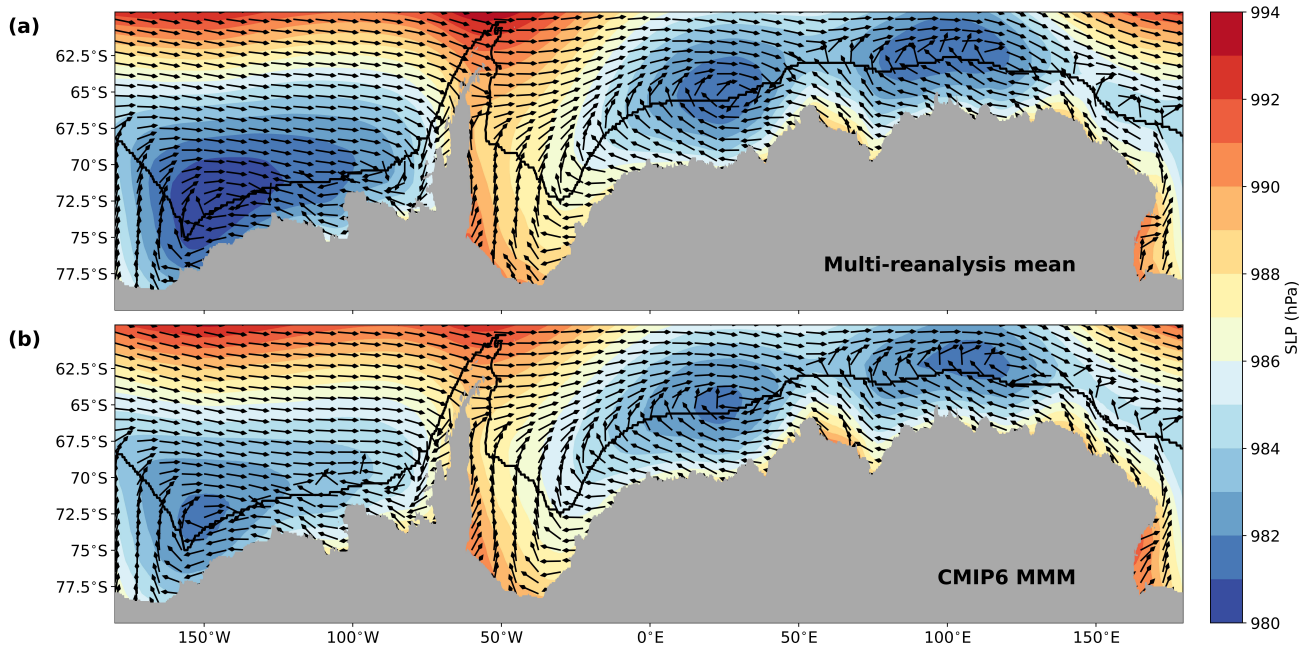 (a)
62.5°S
65°S
67.5°S
70°S
72.5°S
75°S
77.5°S
Multi-reanalysis mean
(b)
62.5°S
65°S
67.5°S
70°S
72.5°S
75°S
77.5°S
CMIP6 MMM
150°W
100°W
50°W
0°E
50°E
100°E
150°E
994
992
990
988
986
984
982
980
SLP (hPa)